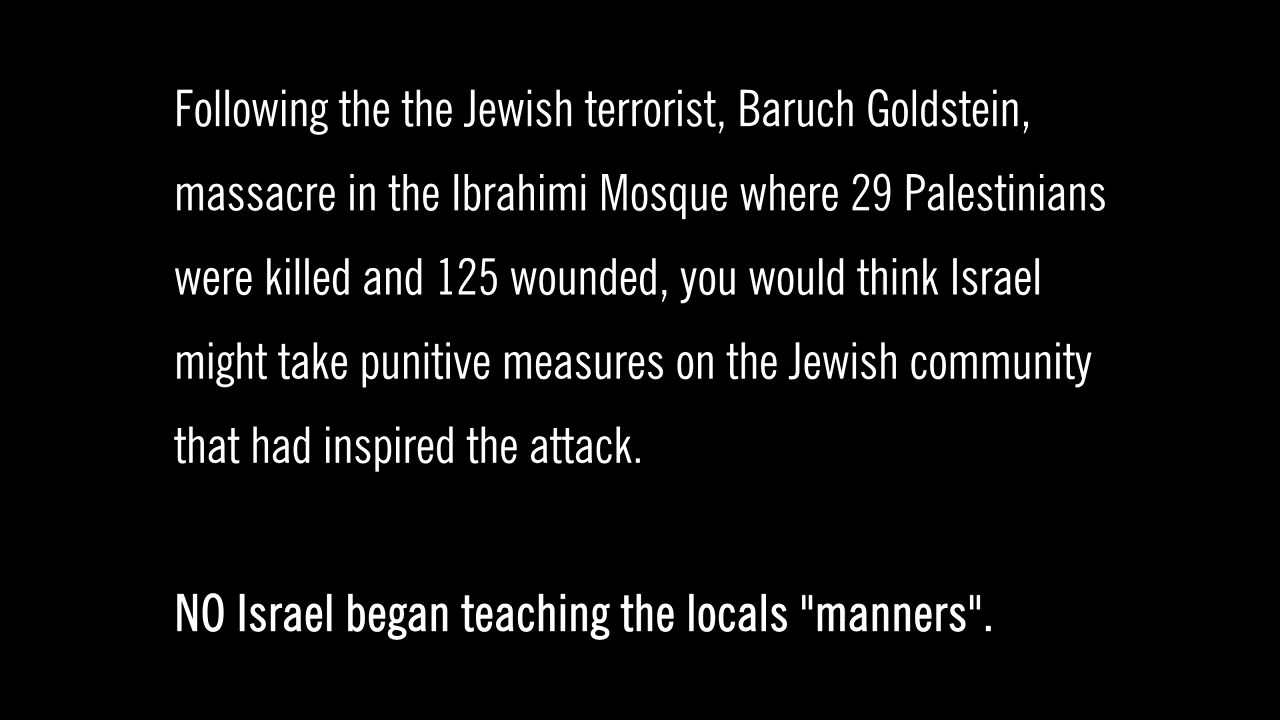 Following the the Jewish terrorist, Baruch Goldstein,
massacre in the Ibrahimi Mosque where 29 Palestinians
were killed and 125 wounded, you would think Israel
might take punitive measures on the Jewish community
that had inspired the attack.
NO Israel began teaching the locals "manners".